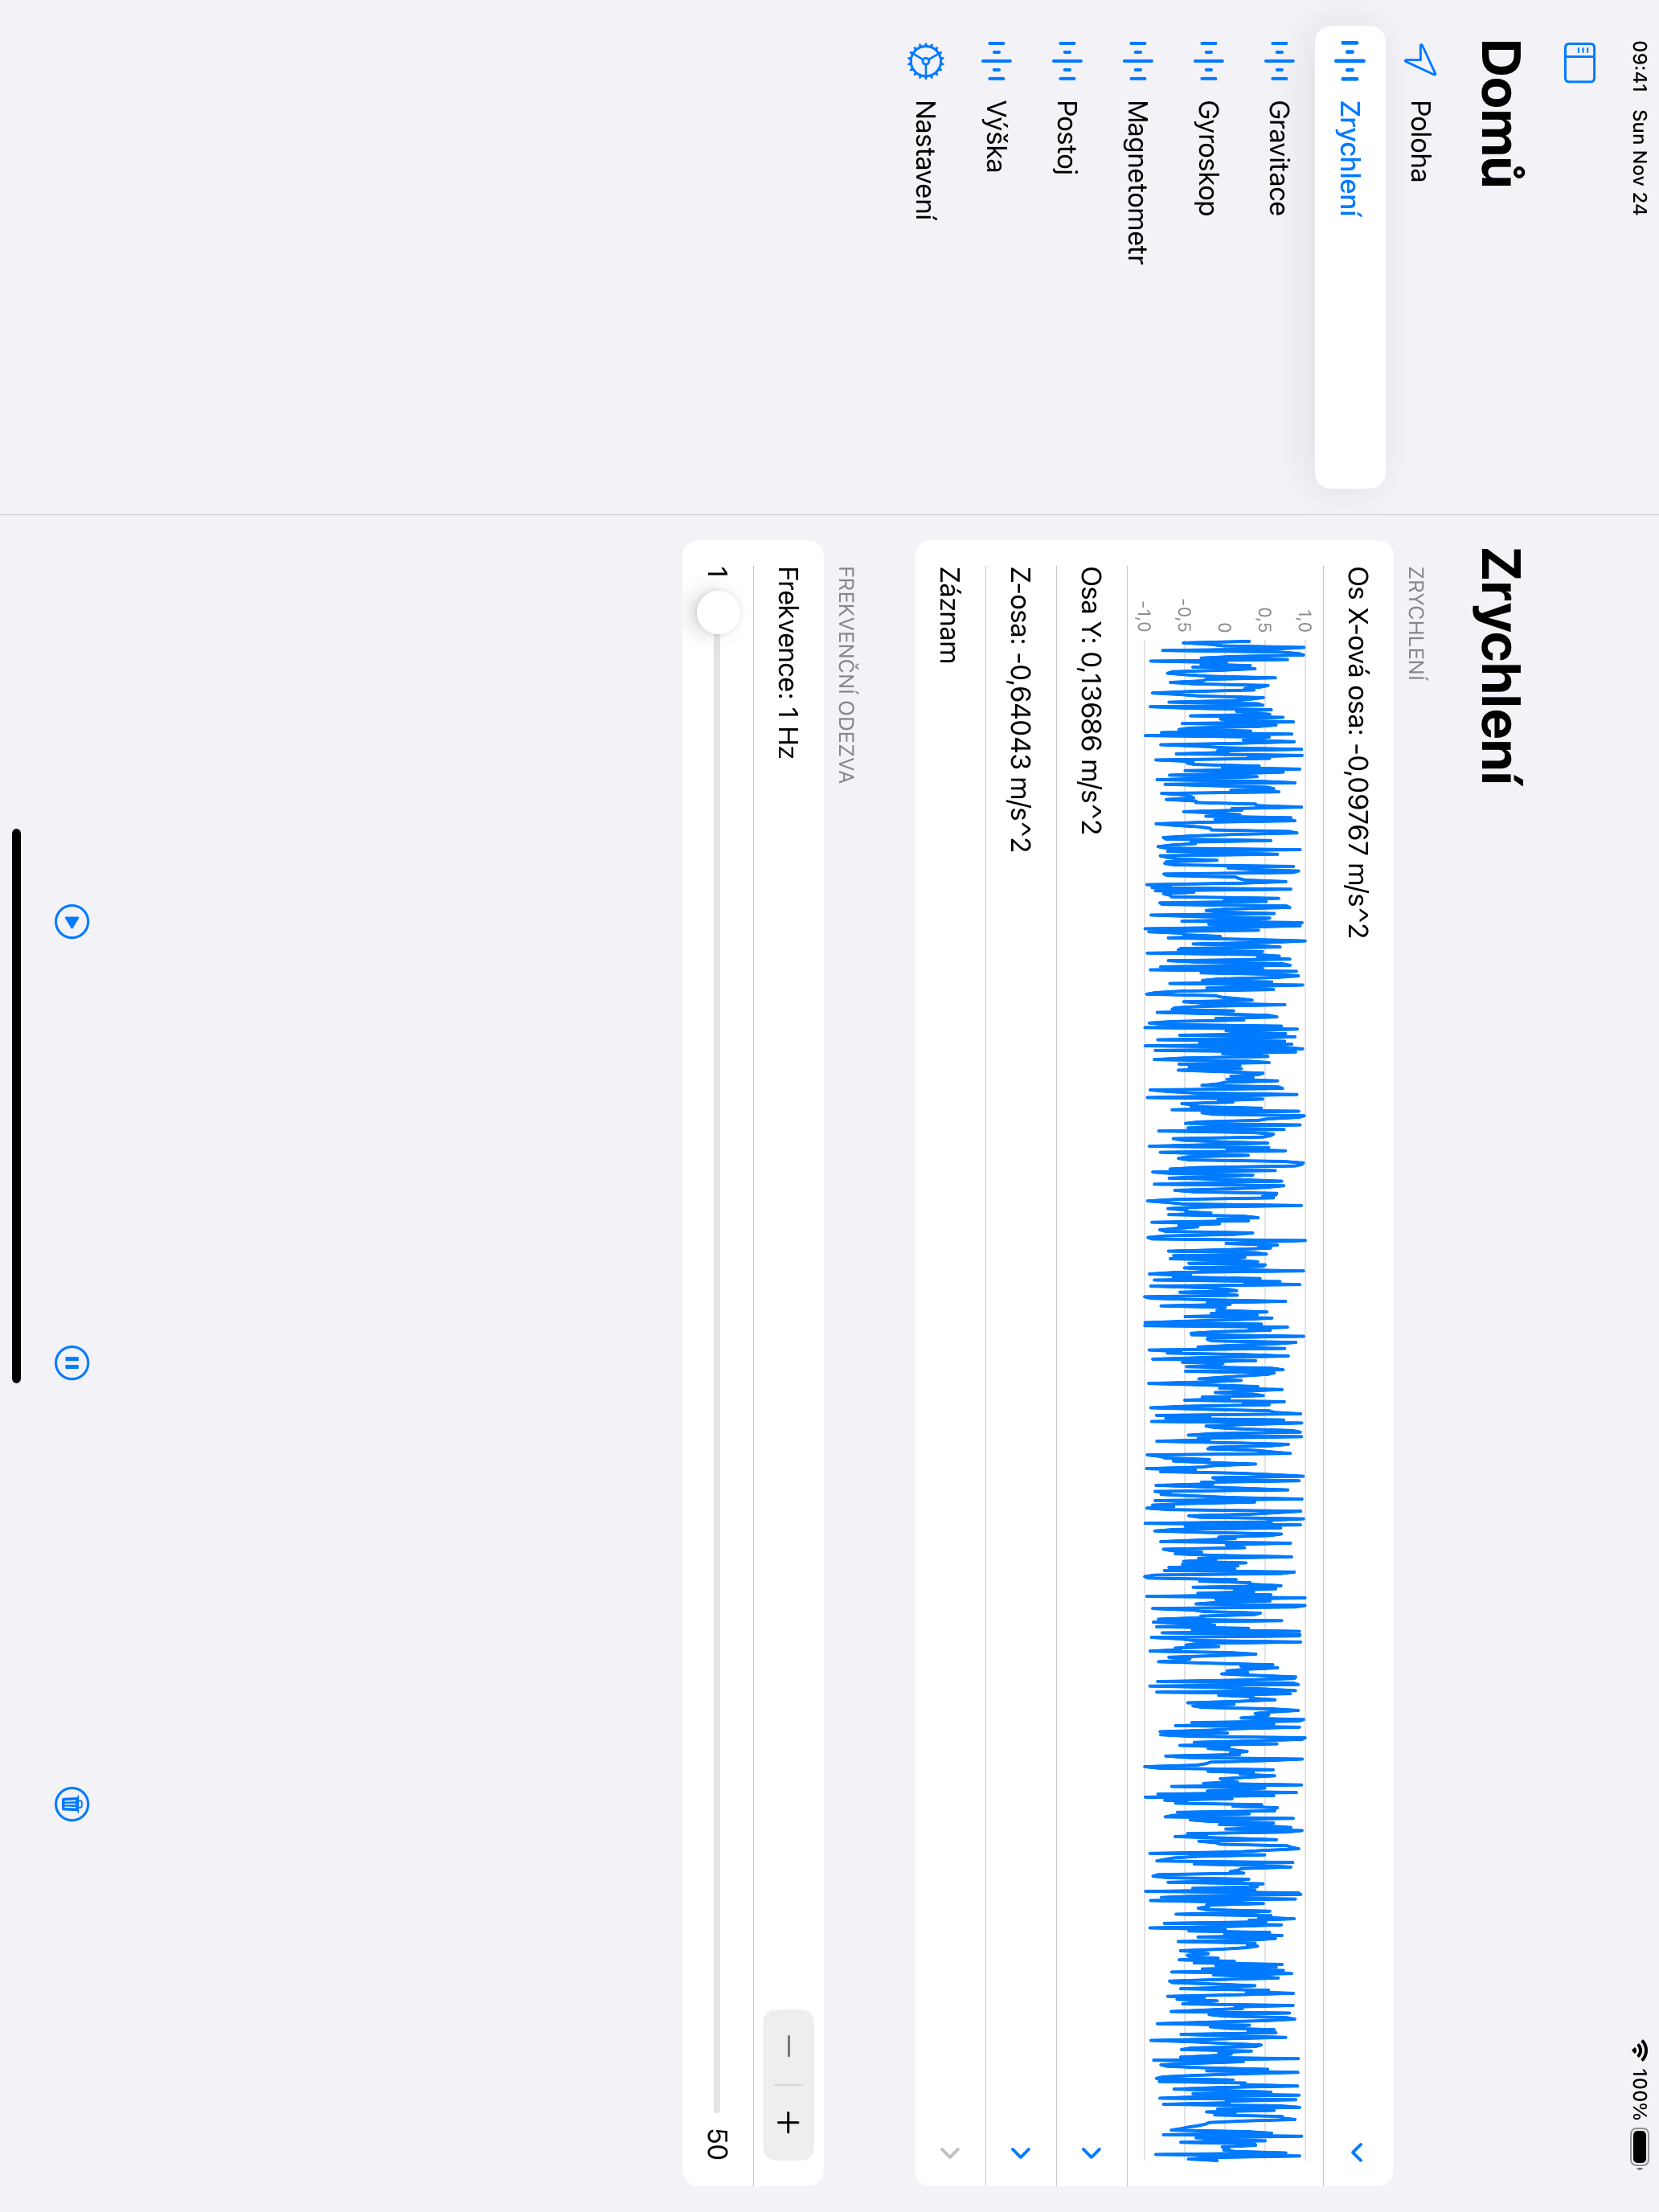 09:41 Sun Nov 24
100%
Domů
Poloha
Zrychlení
Gravitace
Gyroskop
Magnetometr
Postoj
Výška
Nastavení
Zrychlení
ZRYCHLENÍ
Os X-ová osa: -0,09767 m/s^2
1,0
0,5
0
-0,5
-1,0
Osa Y: 0,13686 m/s^2
Z-osa: -0,64043 m/s^2
Záznam
FREKVENČNÍ ODEZVA
Frekvence: 1 Hz
1
50